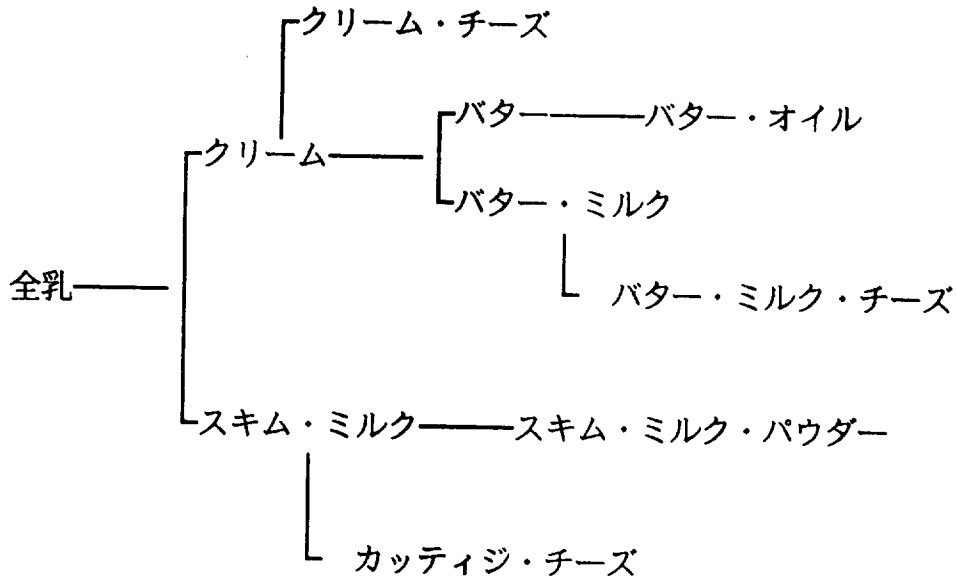 クリーム・チーズ
バター
バター・オイル
クリーム
バター・ミルク
全乳
バター・ミルク・チーズ
スキム・ミルク
スキム・ミルク・パウダー
カッティジ・チーズ